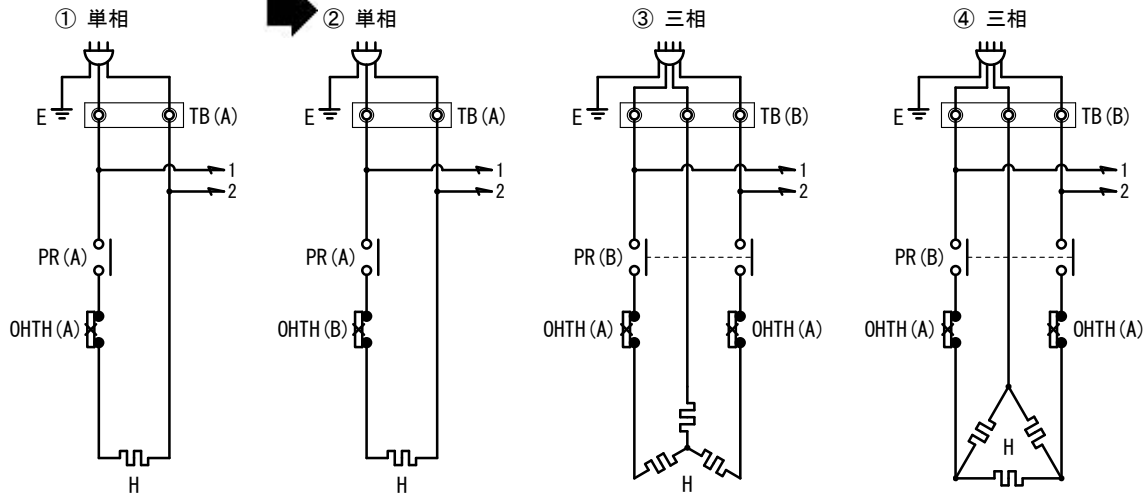 ① 単相
② 単相
③ 三相
④ 三相
E
TB(A)
E
TB(A)
E
TB(B)
E
TB(B)
1
1
1
1
2
2
2
2
PR(A)
PR(A)
PR(B)
PR(B)
OHTH(A)
OHTH(B)
OHTH(A)
OHTH(A)
OHTH(A)
OHTH(A)
H
H
H
H